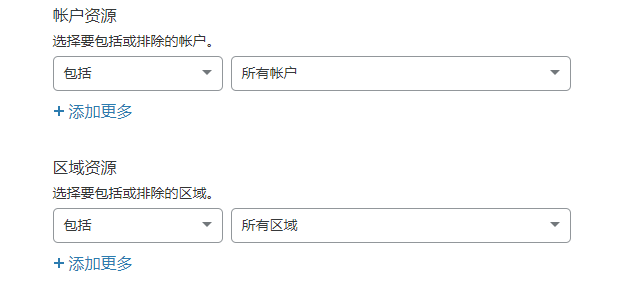 帐户资源
选择要包括或排除的帐户。
包括 所有帐户
+ 添加更多
区域资源
选择要包括或排除的区域。
包括 所有区域
+ 添加更多